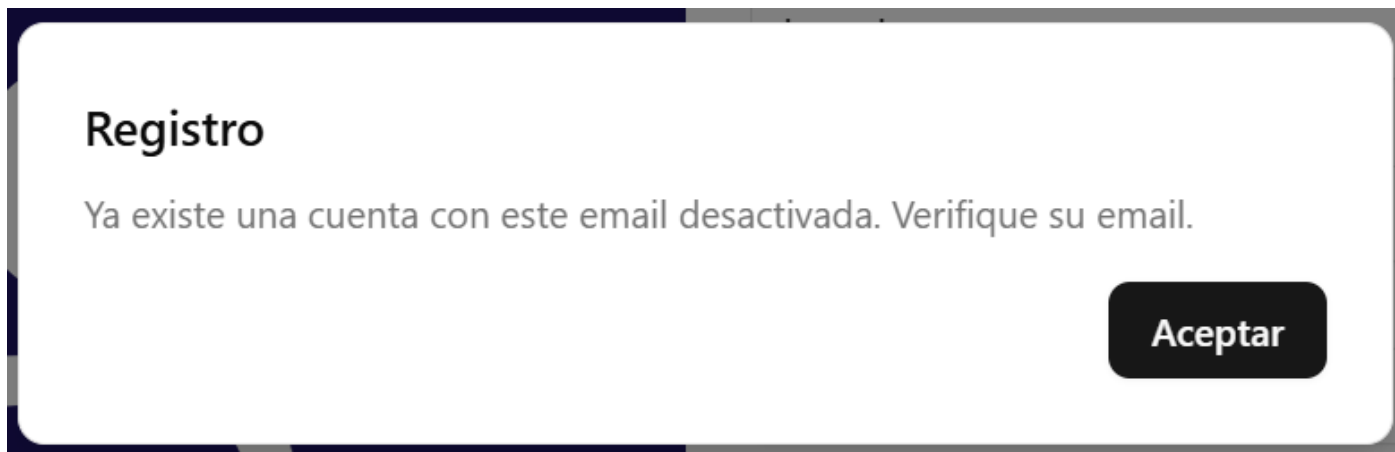 Registro
Ya existe una cuenta con este email desactivada. Verifique su email.
Aceptar